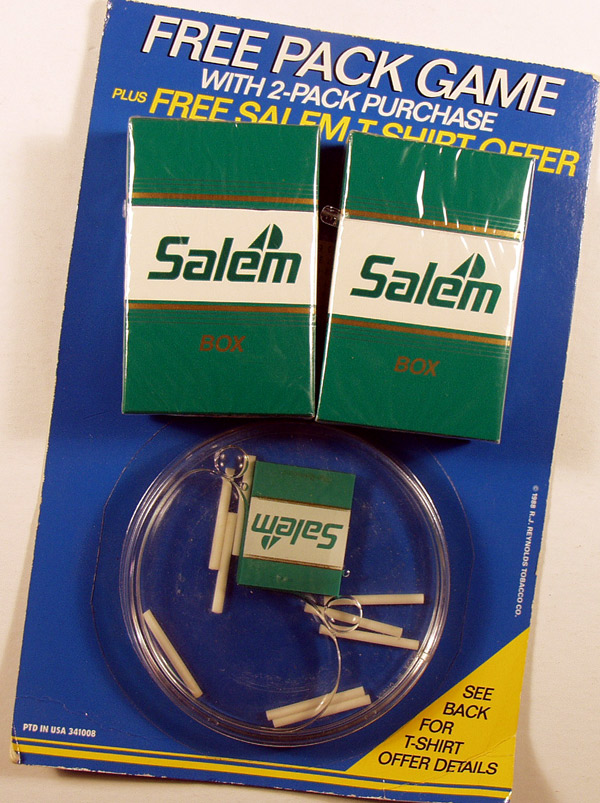 FREE PACK GAME
WITH 2-PACK PURCHASE
PLUS FREE SALEM T-SHIRT OFFER
Salem
BOX
Salem
BOX
Salem
© 1988 R.J. REYNOLDS TOBACCO CO.
SEE
BACK
FOR
T-SHIRT
OFFER DETAILS
PTD IN USA 341008